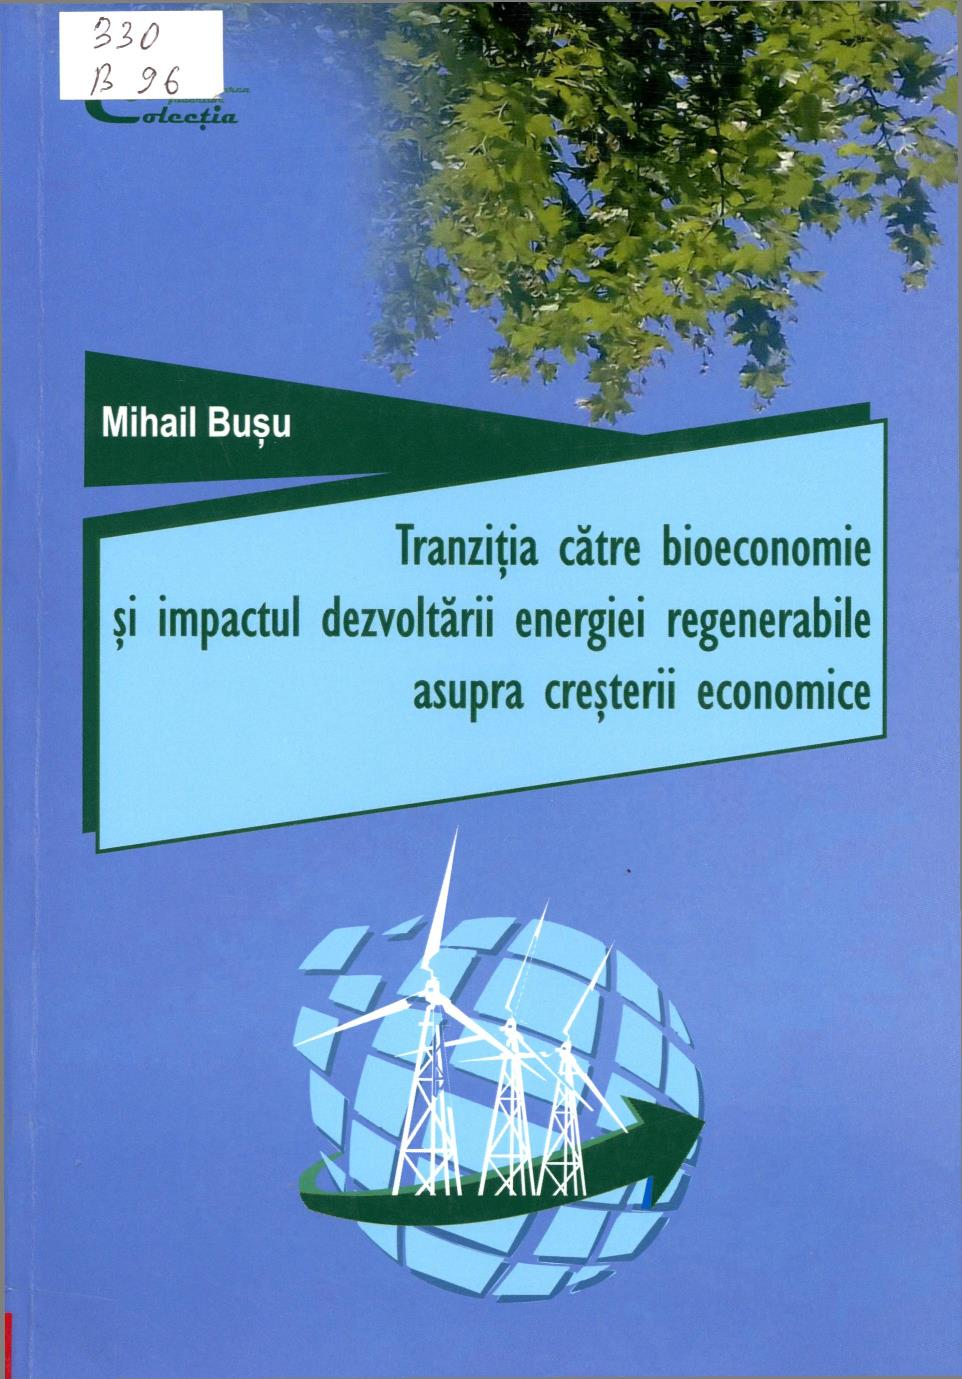 330
B 96
Colecția
Mihail Bușu
Tranziția către bioeconomie
și impactul dezvoltării energiei regenerabile
asupra creșterii economice